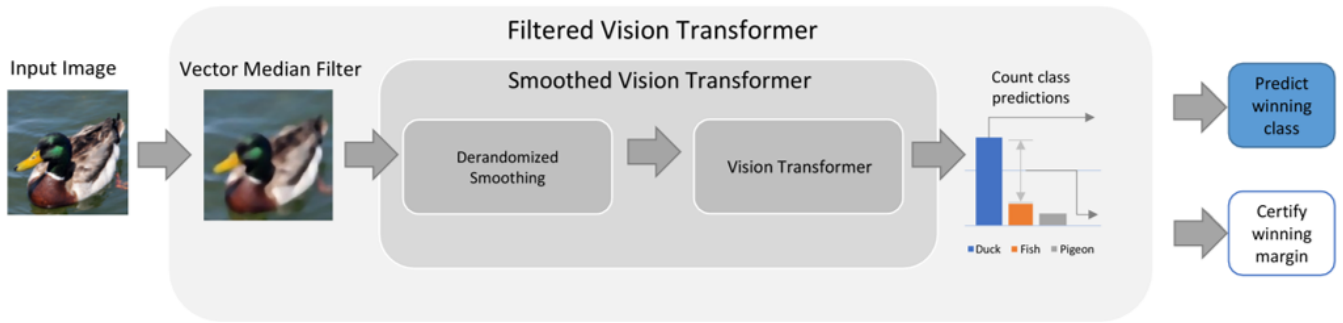 Filtered Vision Transformer
Input Image
Vector Median Filter
Smoothed Vision Transformer
Derandomized
Smoothing
Vision Transformer
Count class
predictions
Duck Fish Pigeon
Predict
winning
class
Certify
winning
margin